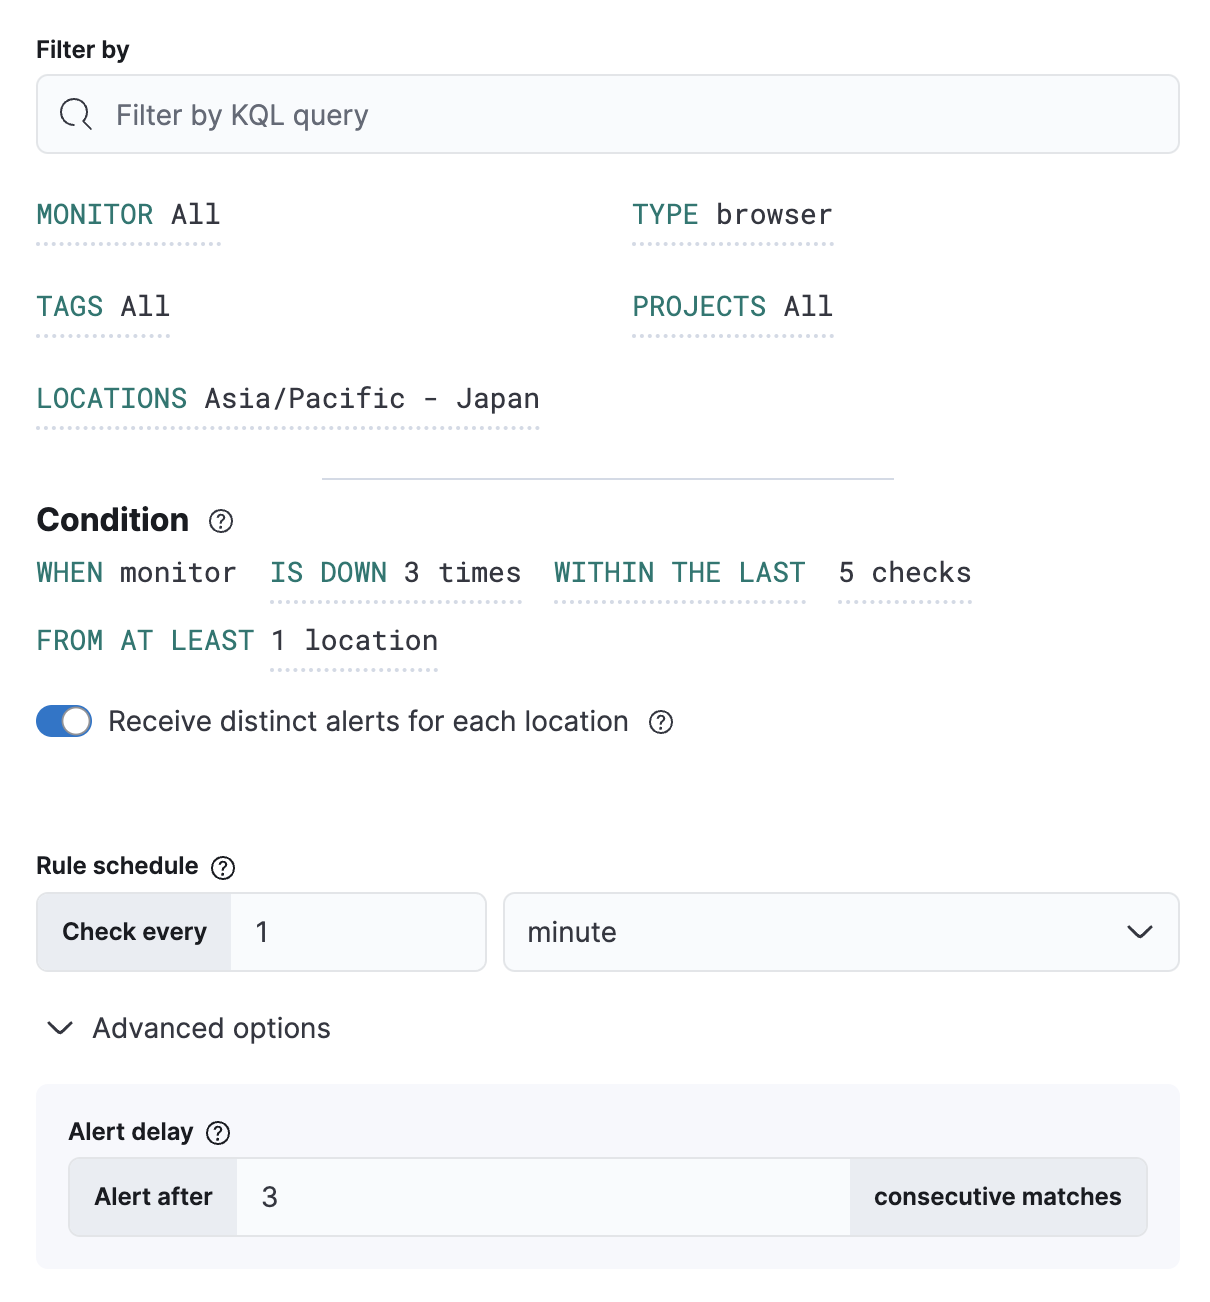 Filter by
Filter by KQL query
MONITOR All TYPE browser
TAGS All PROJECTS All
LOCATIONS Asia/Pacific - Japan
Condition
WHEN monitor IS DOWN 3 times WITHIN THE LAST 5 checks
FROM AT LEAST 1 location
Receive distinct alerts for each location
Rule schedule
Check every 1 minute
Advanced options
Alert delay
Alert after 3 consecutive matches